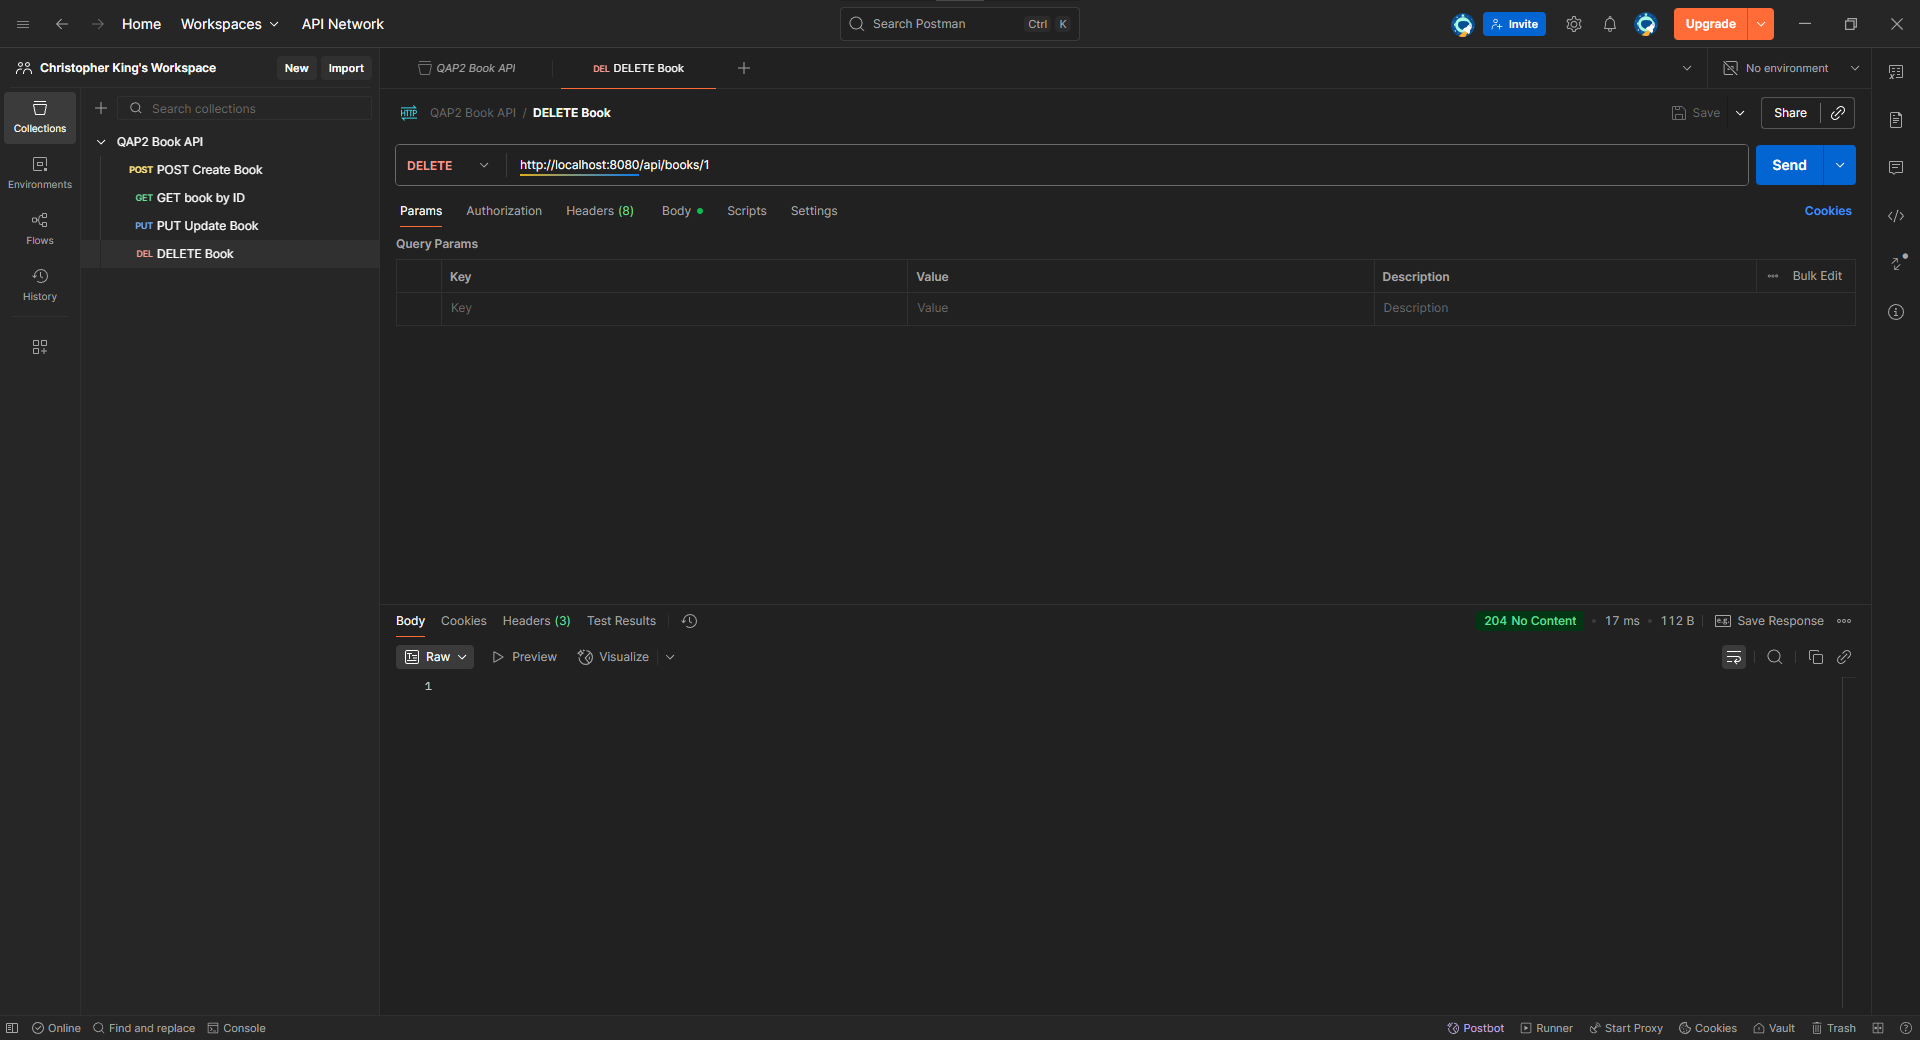 Home Workspaces API Network Search Postman Ctrl K Invite Upgrade
Christopher King's Workspace New Import QAP2 Book API DEL DELETE Book No environment
Collections
Environments
Flows
History
Search collections
QAP2 Book API
POST POST Create Book
GET GET book by ID
PUT PUT Update Book
DEL DELETE Book
HTTP QAP2 Book API / DELETE Book Save Share
DELETE http://localhost:8080/api/books/1 Send
Params Authorization Headers (8) Body Scripts Settings Cookies
Query Params
Key Value Description Bulk Edit
Key Value Description
Body Cookies Headers (3) Test Results 204 No Content 17 ms 112 B e.g. Save Response
Raw Preview Visualize
1
Online Find and replace Console Postbot Runner Start Proxy Cookies Vault Trash